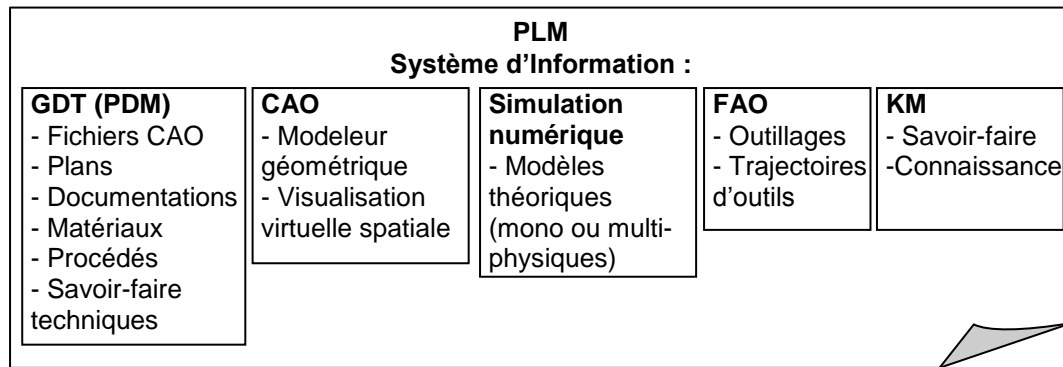 PLM
Système d'Information :
GDT (PDM)
- Fichiers CAO
- Plans
- Documentations
- Matériaux
- Procédés
- Savoir-faire
techniques
CAO
- Modeleur
géométrique
- Visualisation
virtuelle spatiale
Simulation
numérique
- Modèles
théoriques
(mono ou multi-
physiques)
FAO
- Outillages
- Trajectoires
d'outils
KM
- Savoir-faire
-Connaissance